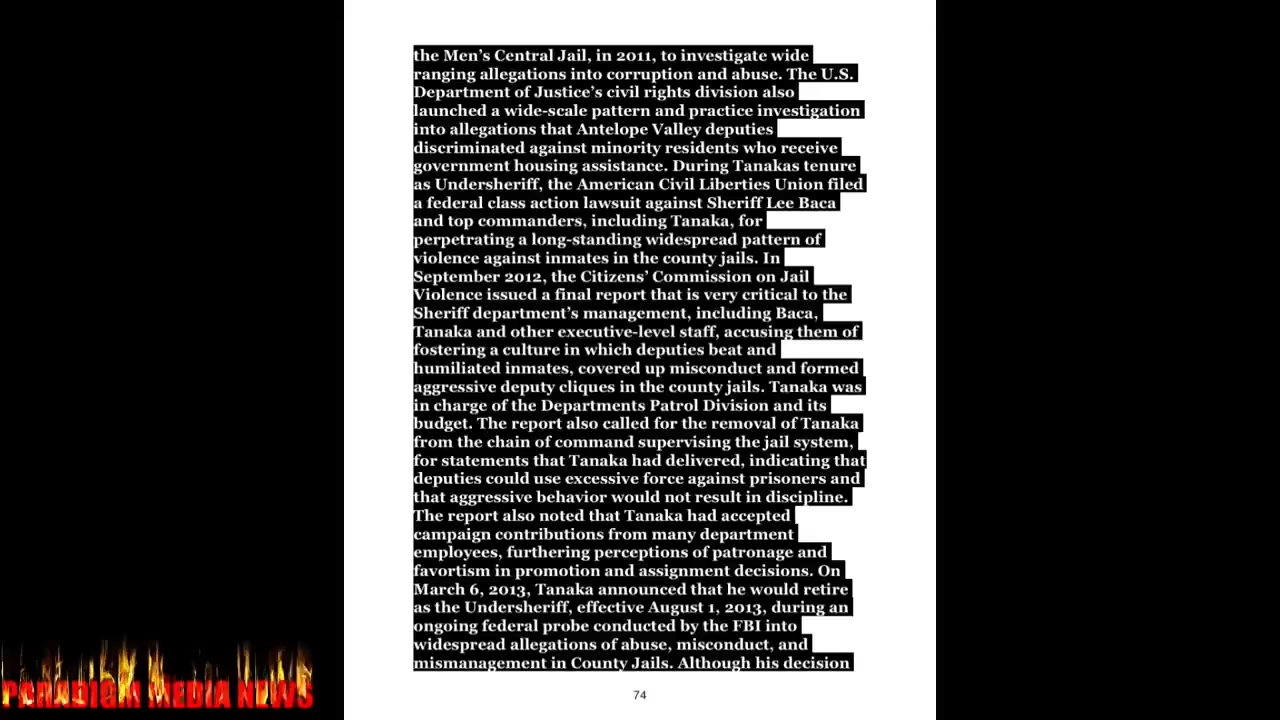 the Men’s Central Jail, in 2011, to investigate wide
ranging allegations into corruption and abuse. The U.S.
Department of Justice’s civil rights division also
launched a wide-scale pattern and practice investigation
into allegations that Antelope Valley deputies
discriminated against minority residents who receive
government housing assistance. During Tanakas tenure
as Undersheriff, the American Civil Liberties Union filed
a federal class action lawsuit against Sheriff Lee Baca
and top commanders, including Tanaka, for
perpetrating a long-standing widespread pattern of
violence against inmates in the county jails. In
September 2012, the Citizens’ Commission on Jail
Violence issued a final report that is very critical to the
Sheriff department’s management, including Baca,
Tanaka and other executive-level staff, accusing them of
fostering a culture in which deputies beat and
humiliated inmates, covered up misconduct and formed
aggressive deputy cliques in the county jails. Tanaka was
in charge of the Departments Patrol Division and its
budget. The report also called for the removal of Tanaka
from the chain of command supervising the jail system,
for statements that Tanaka had delivered, indicating that
deputies could use excessive force against prisoners and
that aggressive behavior would not result in discipline.
The report also noted that Tanaka had accepted
campaign contributions from many department
employees, furthering perceptions of patronage and
favortism in promotion and assignment decisions. On
March 6, 2013, Tanaka announced that he would retire
as the Undersheriff, effective August 1, 2013, during an
ongoing federal probe conducted by the FBI into
widespread allegations of abuse, misconduct, and
mismanagement in County Jails. Although his decision
74
PARADIGM MEDIA NEWS